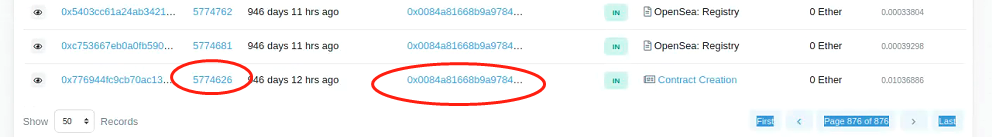 0x5403cc61a24ab3421... 5774762 946 days 11 hrs ago 0x0084a81668b9a9784... IN OpenSea: Registry 0 Ether 0.00033804
0xc753667eb0a0fb590... 5774681 946 days 11 hrs ago 0x0084a81668b9a9784... IN OpenSea: Registry 0 Ether 0.00039298
0x776944fc9cb70ac13... 5774626 946 days 12 hrs ago 0x0084a81668b9a9784... IN Contract Creation 0 Ether 0.01036886
Show 50 Records First Page 876 of 876 Last